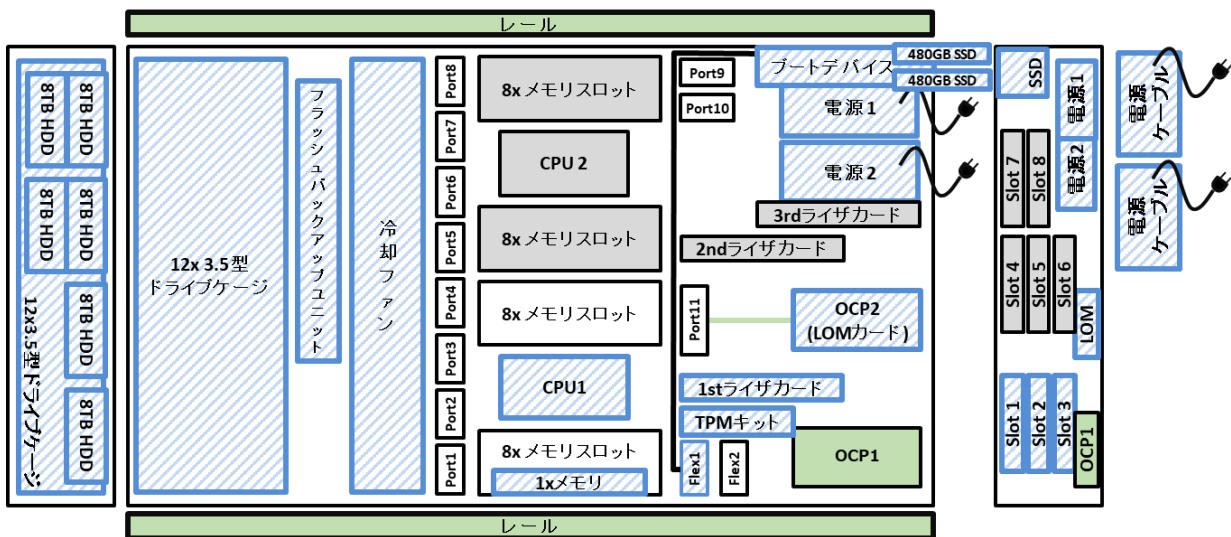 レール
8TB HDD
8TB HDD
8TB HDD
8TB HDD
8TB HDD
8TB HDD
12x3.5型ドライブケージ
12x 3.5型
ドライブケージ
フラッシュバックアップユニット
冷却ファン
Port8
Port7
Port6
Port5
Port4
Port3
Port2
Port1
8x メモリスロット
CPU 2
8x メモリスロット
8xメモリスロット
CPU1
8xメモリスロット
1xメモリ
Port9
Port10
ブートデバイス
480GB SSD
480GB SSD
電源1
電源2
3rdライザカード
2ndライザカード
Port11
OCP2
(LOMカード)
1stライザカード
TPMキット
Flex1
Flex2
OCP1
SSD
電源1
電源2
Slot 7
Slot 8
Slot 4
Slot 5
Slot 6
LOM
Slot 1
Slot 2
Slot 3
OCP1
電源
ケーブル
電源
ケーブル
レール